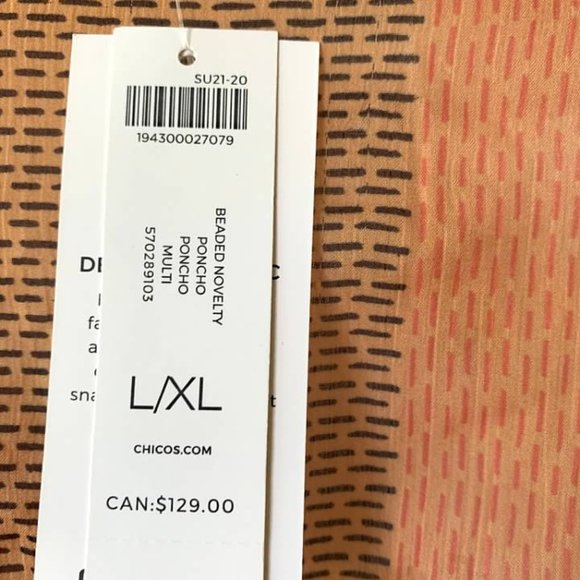 SU21-20
194300027079
BEADED NOVELTY
PONCHO
PONCHO
MULTI
570289103
L/XL
CHICOS.COM
CAN:$129.00